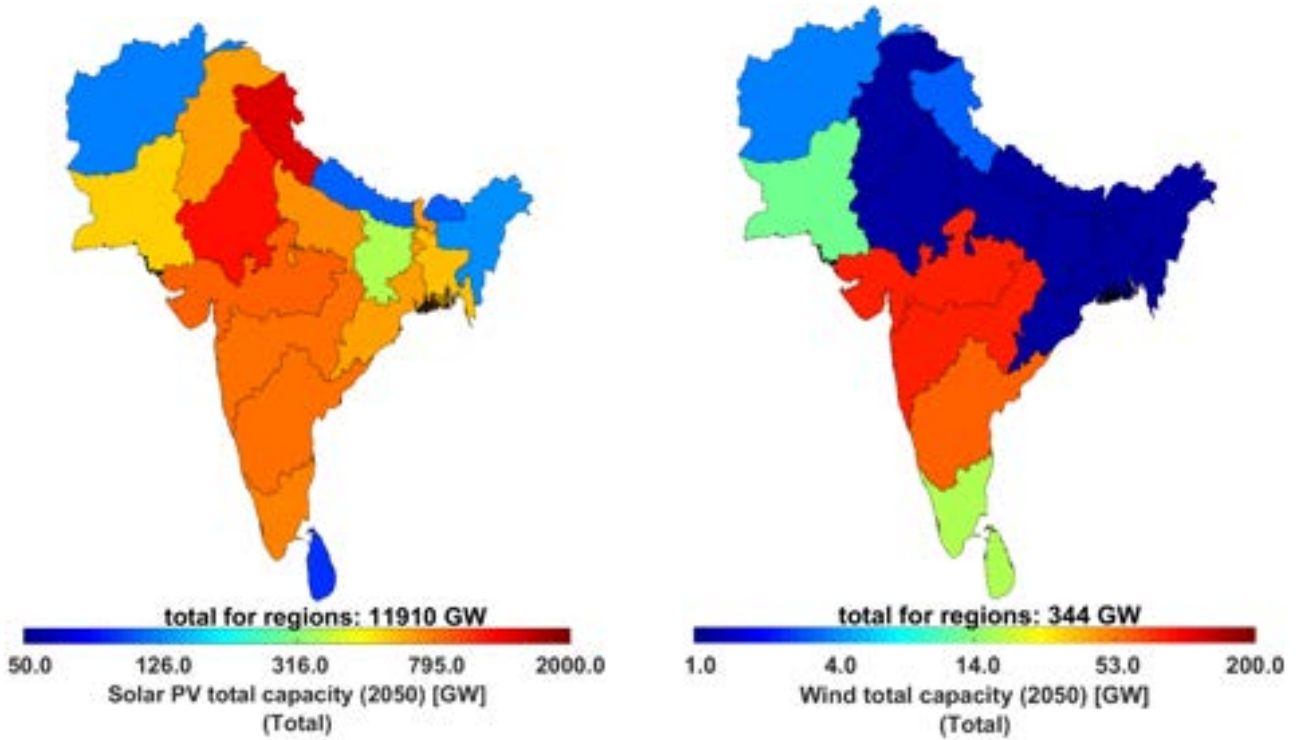 total for regions: 11910 GW
50.0 126.0 316.0 795.0 2000.0
Solar PV total capacity (2050) [GW]
(Total)
total for regions: 344 GW
1.0 4.0 14.0 53.0 200.0
Wind total capacity (2050) [GW]
(Total)